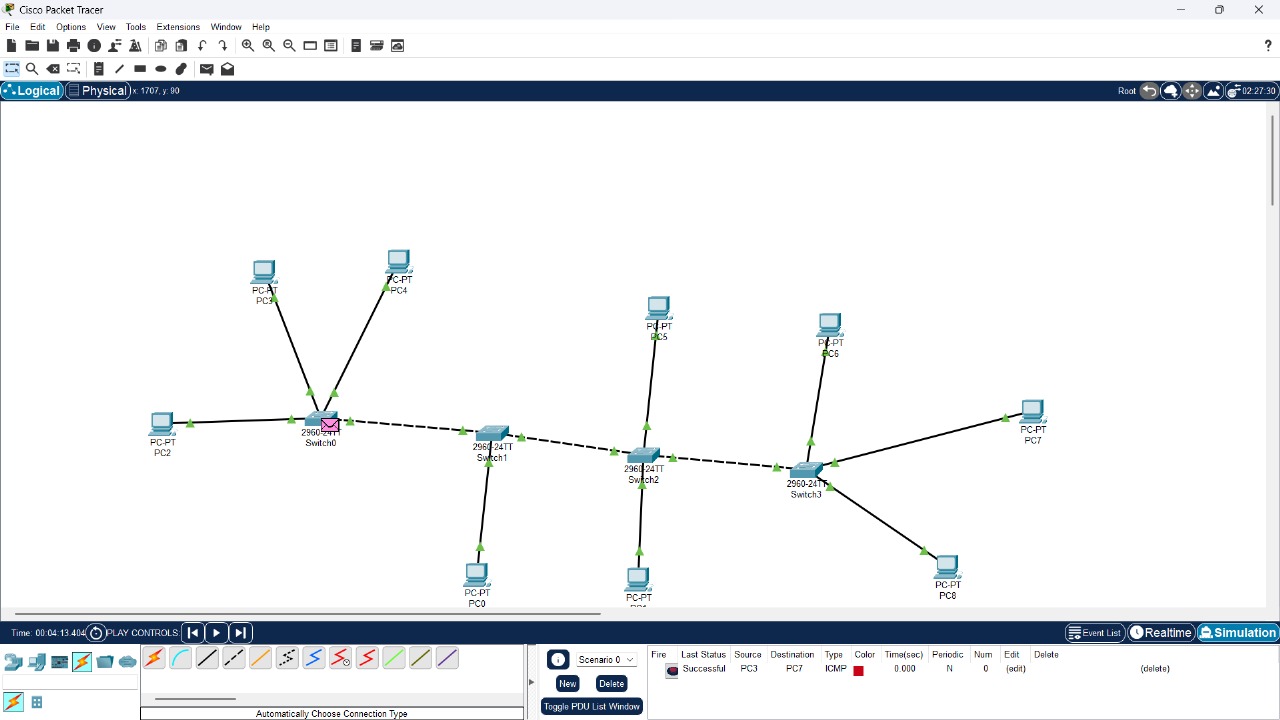 Cisco Packet Tracer
File Edit Options View Tools Extensions Window Help
?
Logical Physical x: 1707, y: 90 Root 02:27:30
PC-PT
PC4
PC-PT
PC3
PC-PT
PC5
PC-PT
PC6
PC-PT
PC7
2960-24TT
Switch0
PC-PT
PC2
2960-24TT
Switch1
2960-24TT
Switch2
2960-24TT
Switch3
PC-PT
PC8
PC-PT
PC0
PC-PT
Time: 00:04:13.404 PLAY CONTROLS: Event List Realtime Simulation
Scenario 0
New Delete
Toggle PDU List Window
Fire Last Status Source Destination Type Color Time(sec) Periodic Num Edit Delete
Successful PC3 PC7 ICMP 0.000 N 0 (edit) (delete)
Automatically Choose Connection Type